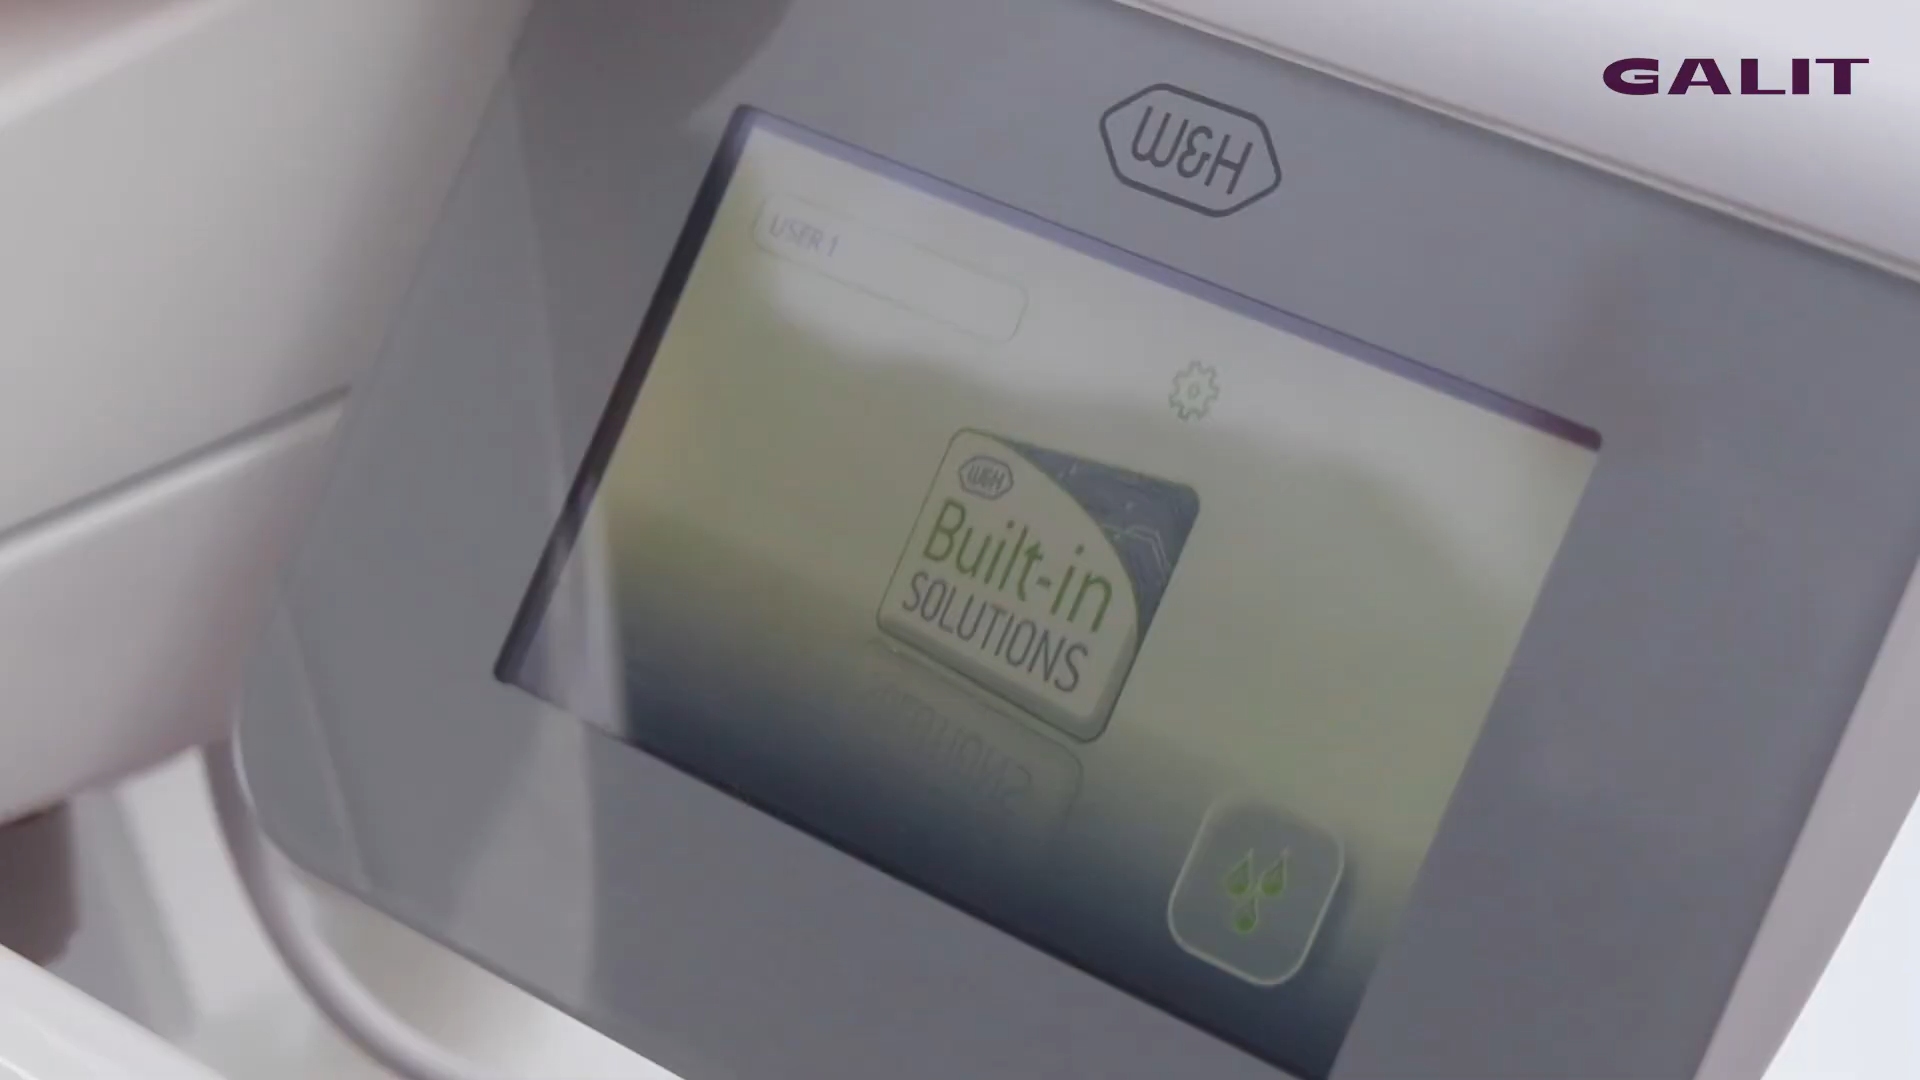 GALIT
W&H
USER 1
W&H
Built-in
SOLUTIONS